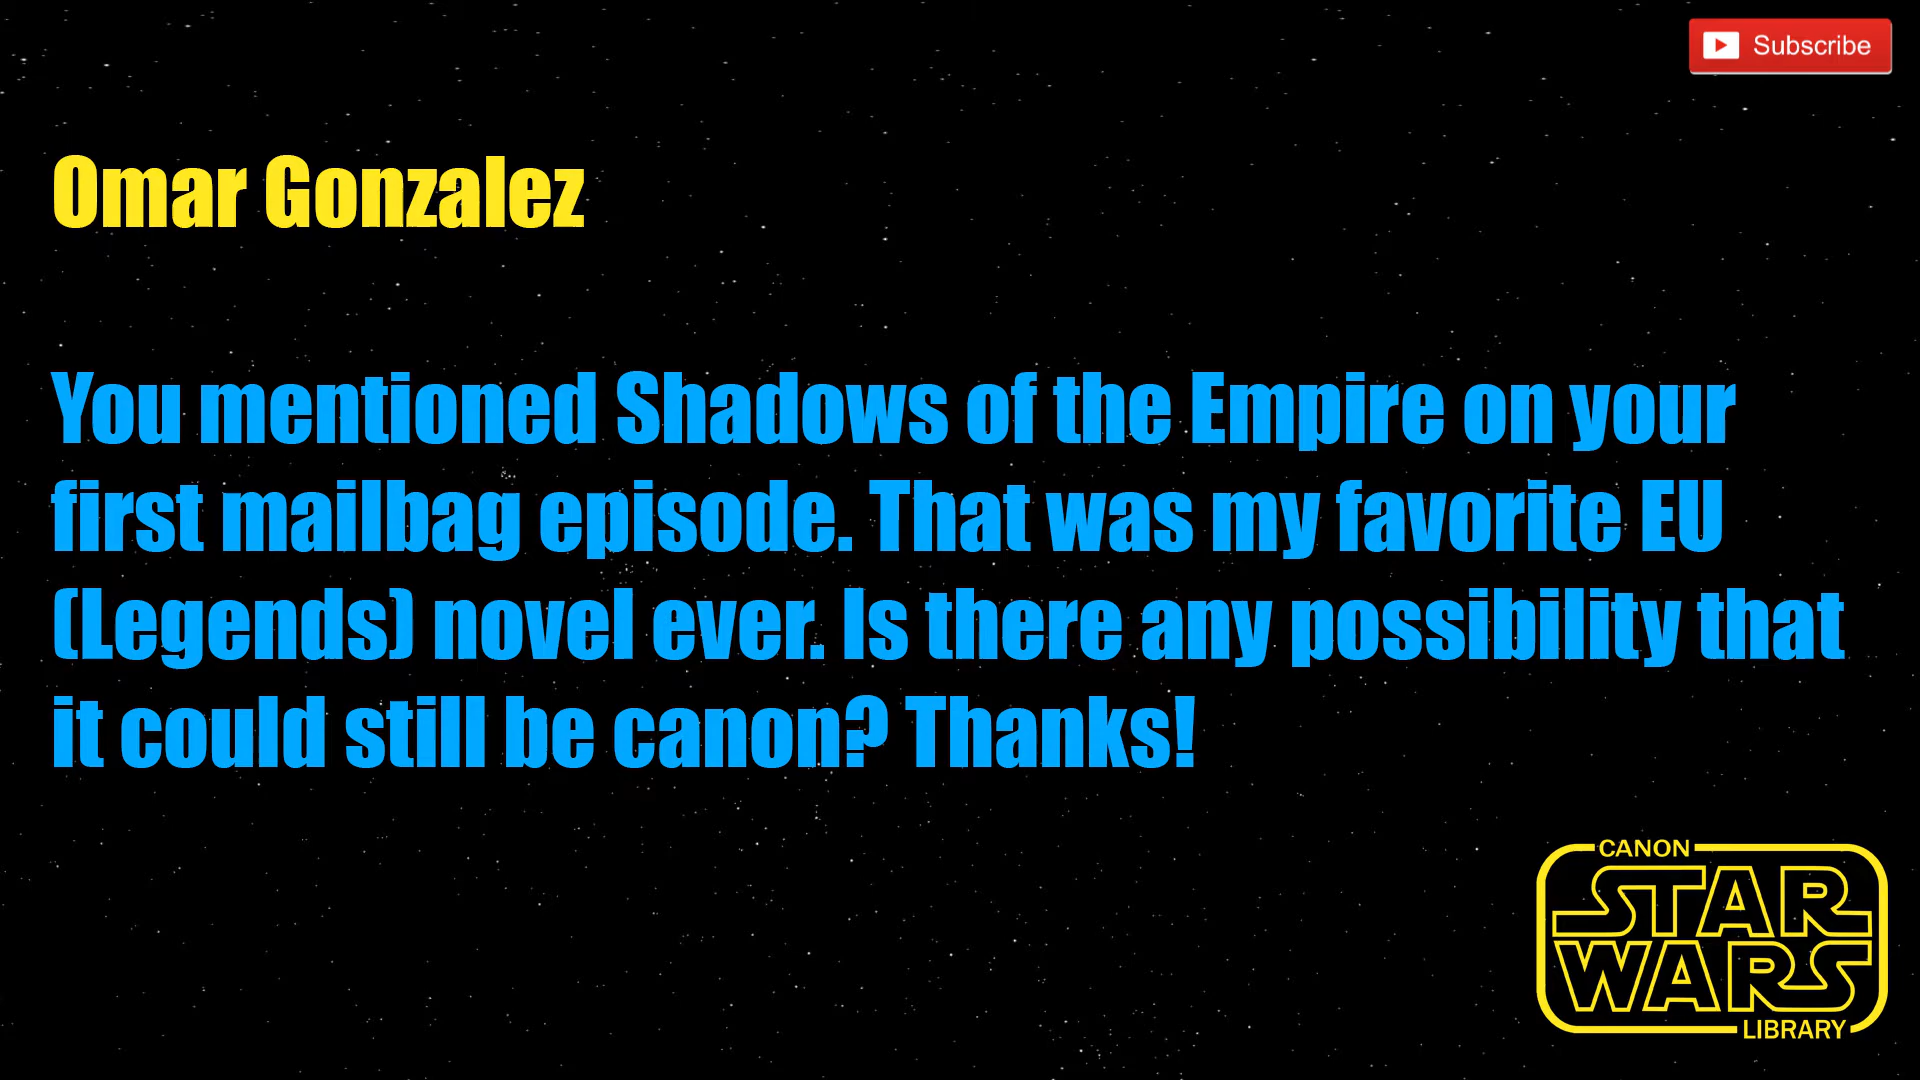 Subscribe
Omar Gonzalez
You mentioned Shadows of the Empire on your
first mailbag episode. That was my favorite EU
(Legends) novel ever. Is there any possibility that
it could still be canon? Thanks!
CANON
STAR
WARS
LIBRARY